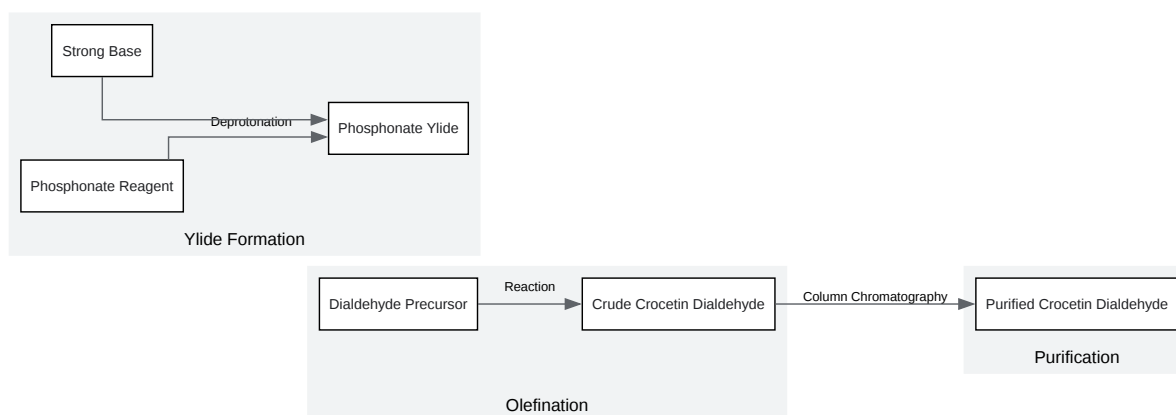 Strong Base
Deprotonation
Phosphonate Ylide
Phosphonate Reagent
Ylide Formation
Dialdehyde Precursor
Reaction
Crude Crocetin Dialdehyde
Column Chromatography
Purified Crocetin Dialdehyde
Purification
Olefination